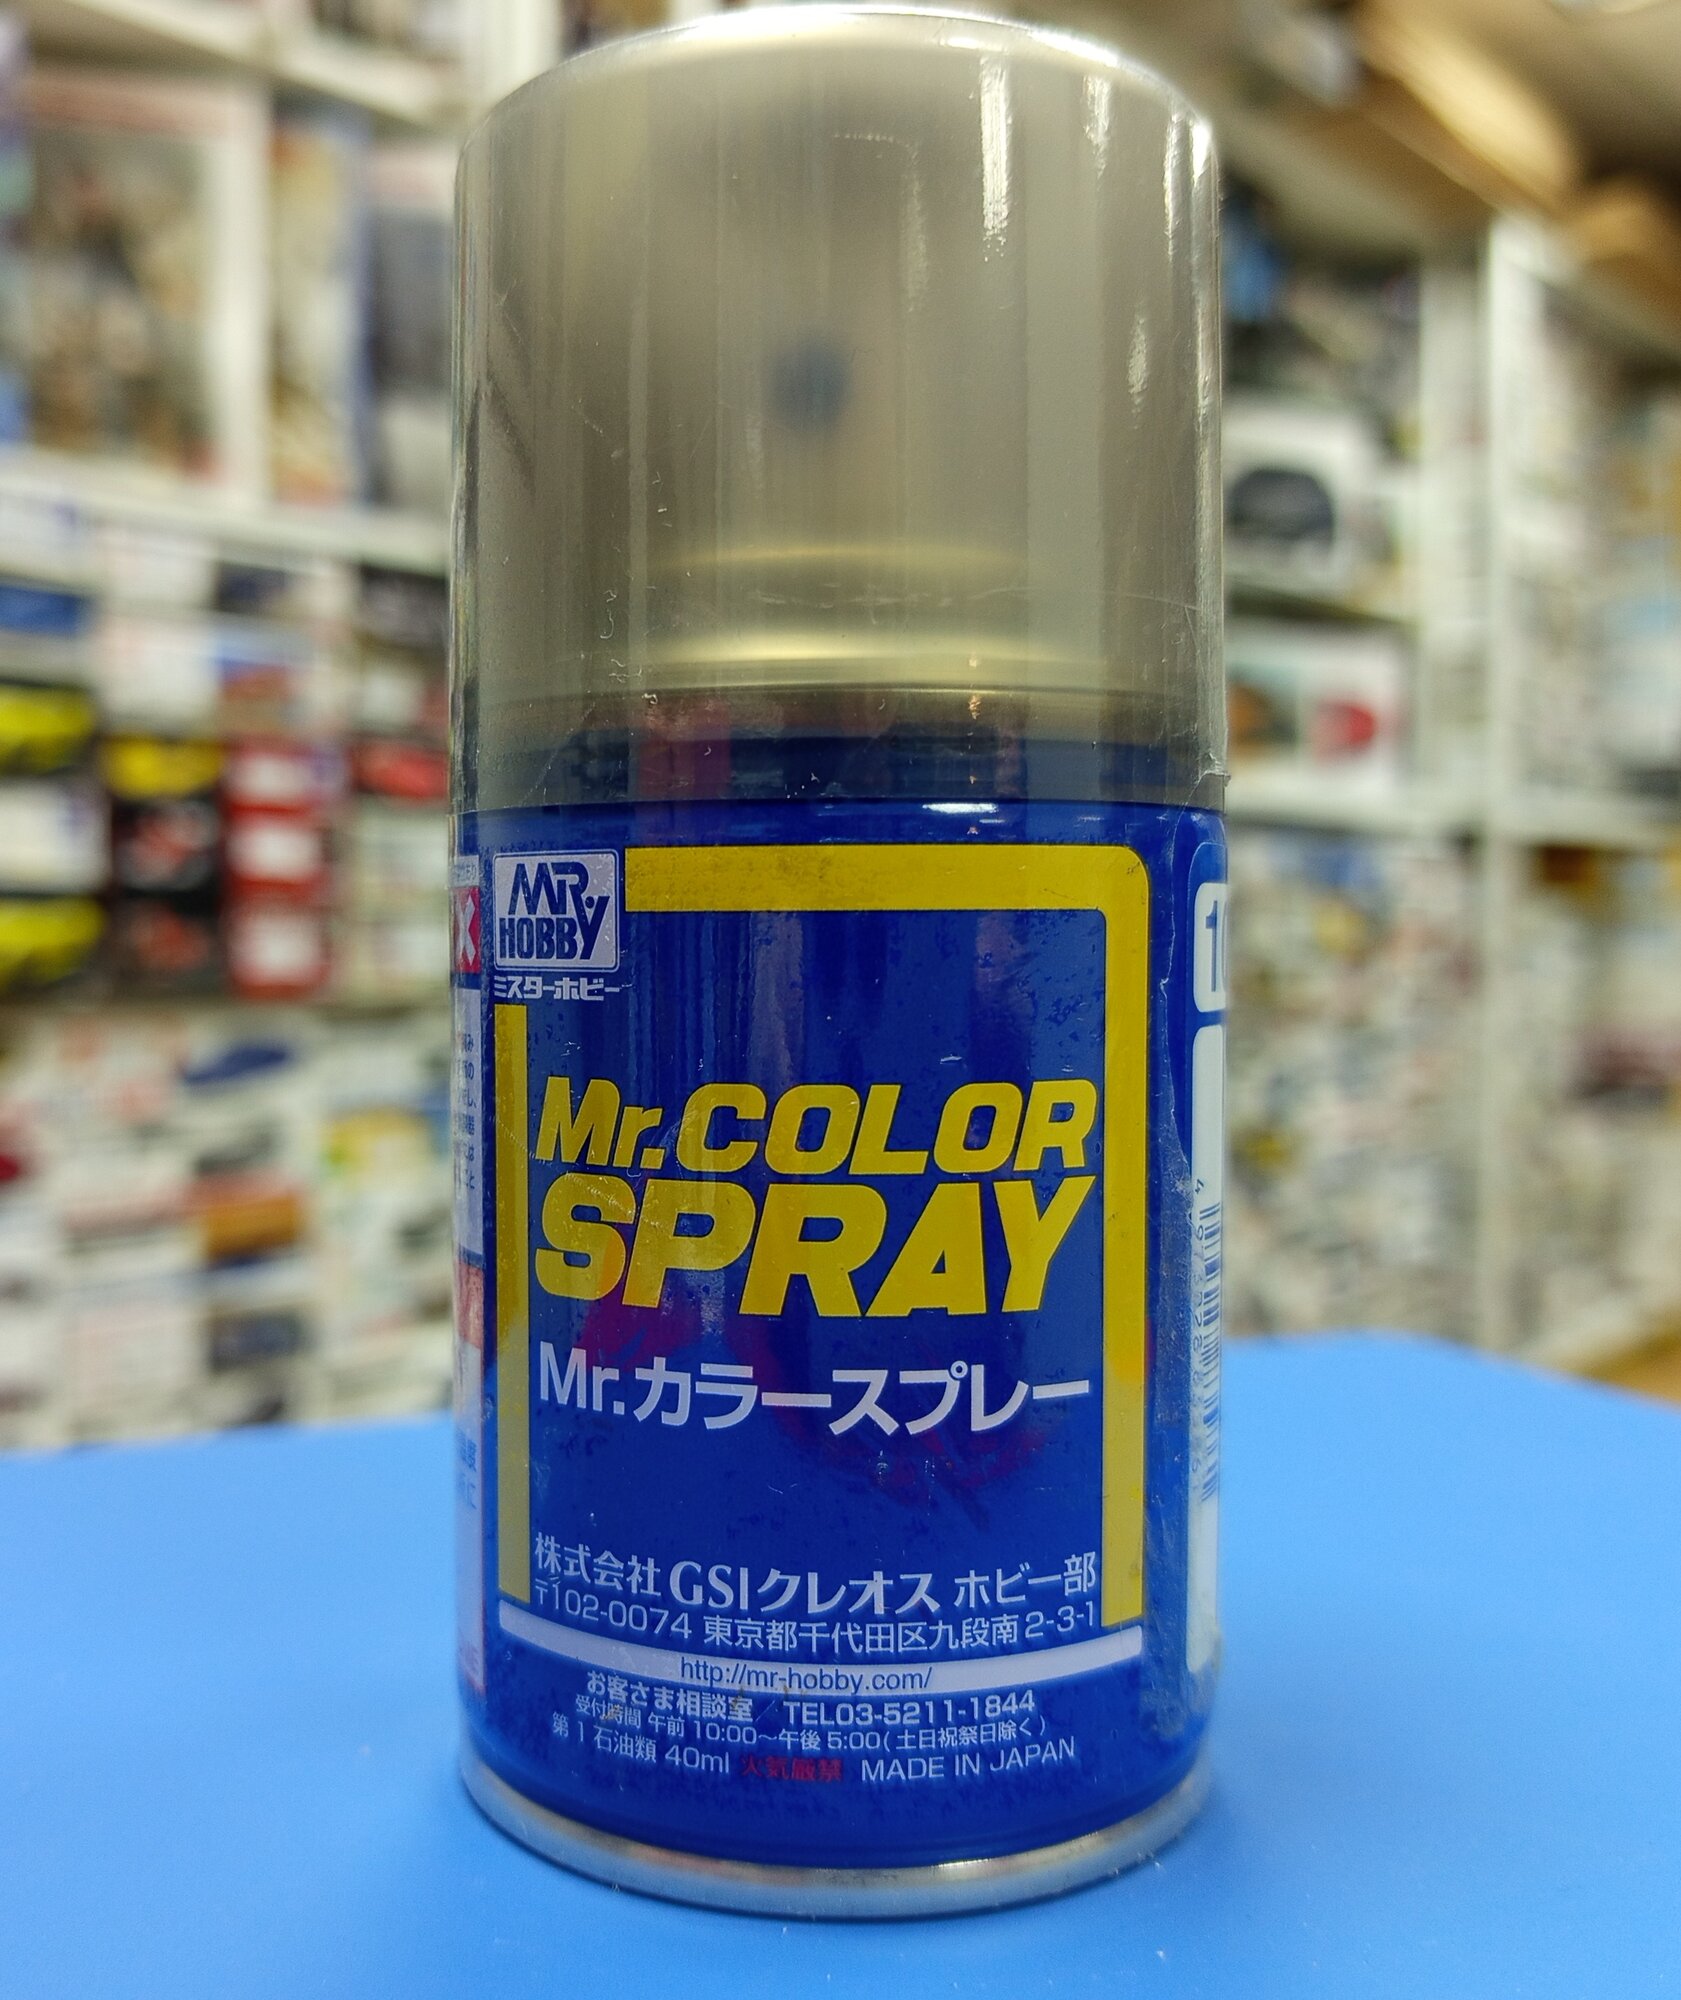 MR.
HOBBY
ミスターホビー
Mr.COLOR
SPRAY
Mr.カラースプレー
株式会社 GSIクレオス ホビー部
〒102-0074 東京都千代田区九段南2-3-1
http://mr-hobby.com/
お客さま相談室 TEL03-5211-1844
受付時間 午前 10:00〜午後 5:00(土日祝祭日除く)
第1石油類 40ml 火気厳禁 MADE IN JAPAN